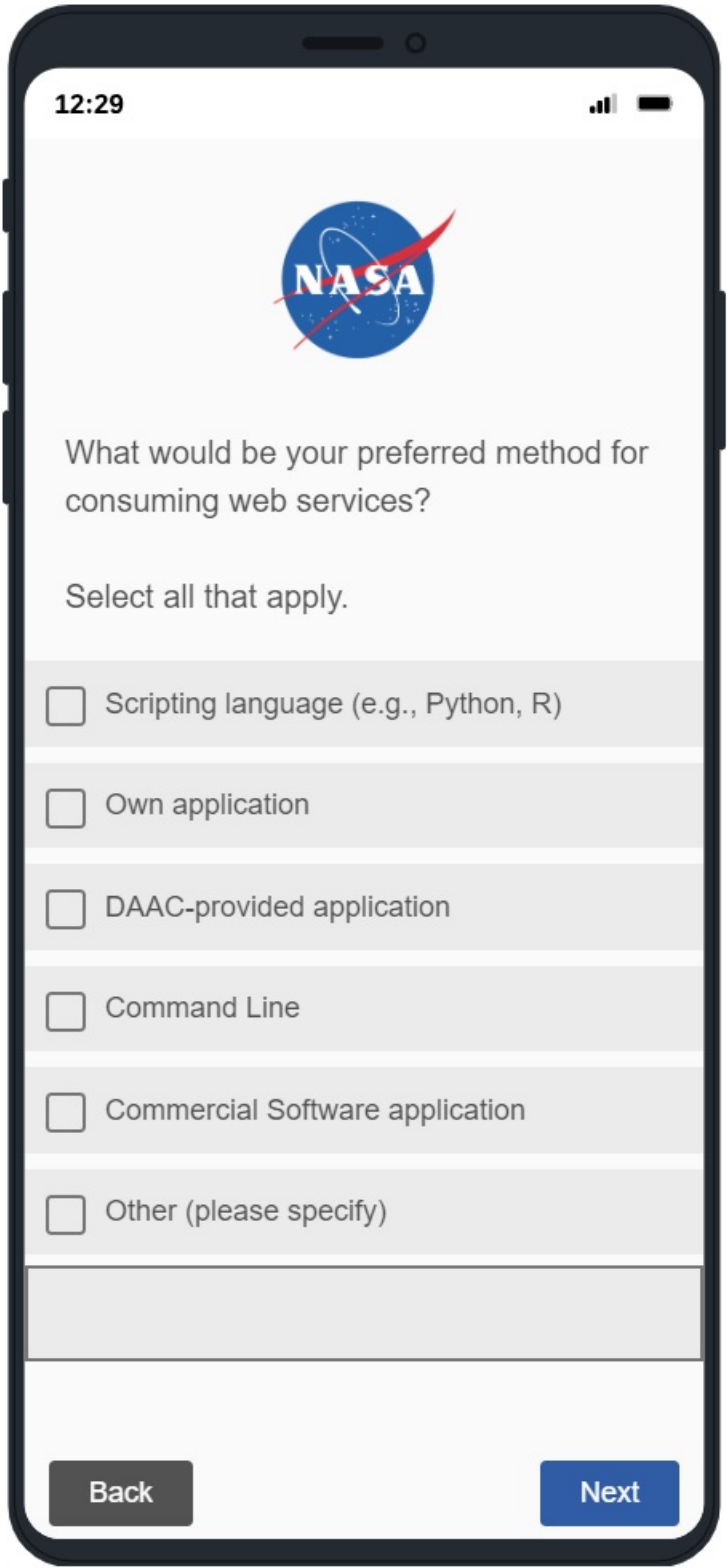 12:29
NASA
What would be your preferred method for
consuming web services?
Select all that apply.
Scripting language (e.g., Python, R)
Own application
DAAC-provided application
Command Line
Commercial Software application
Other (please specify)
Back
Next